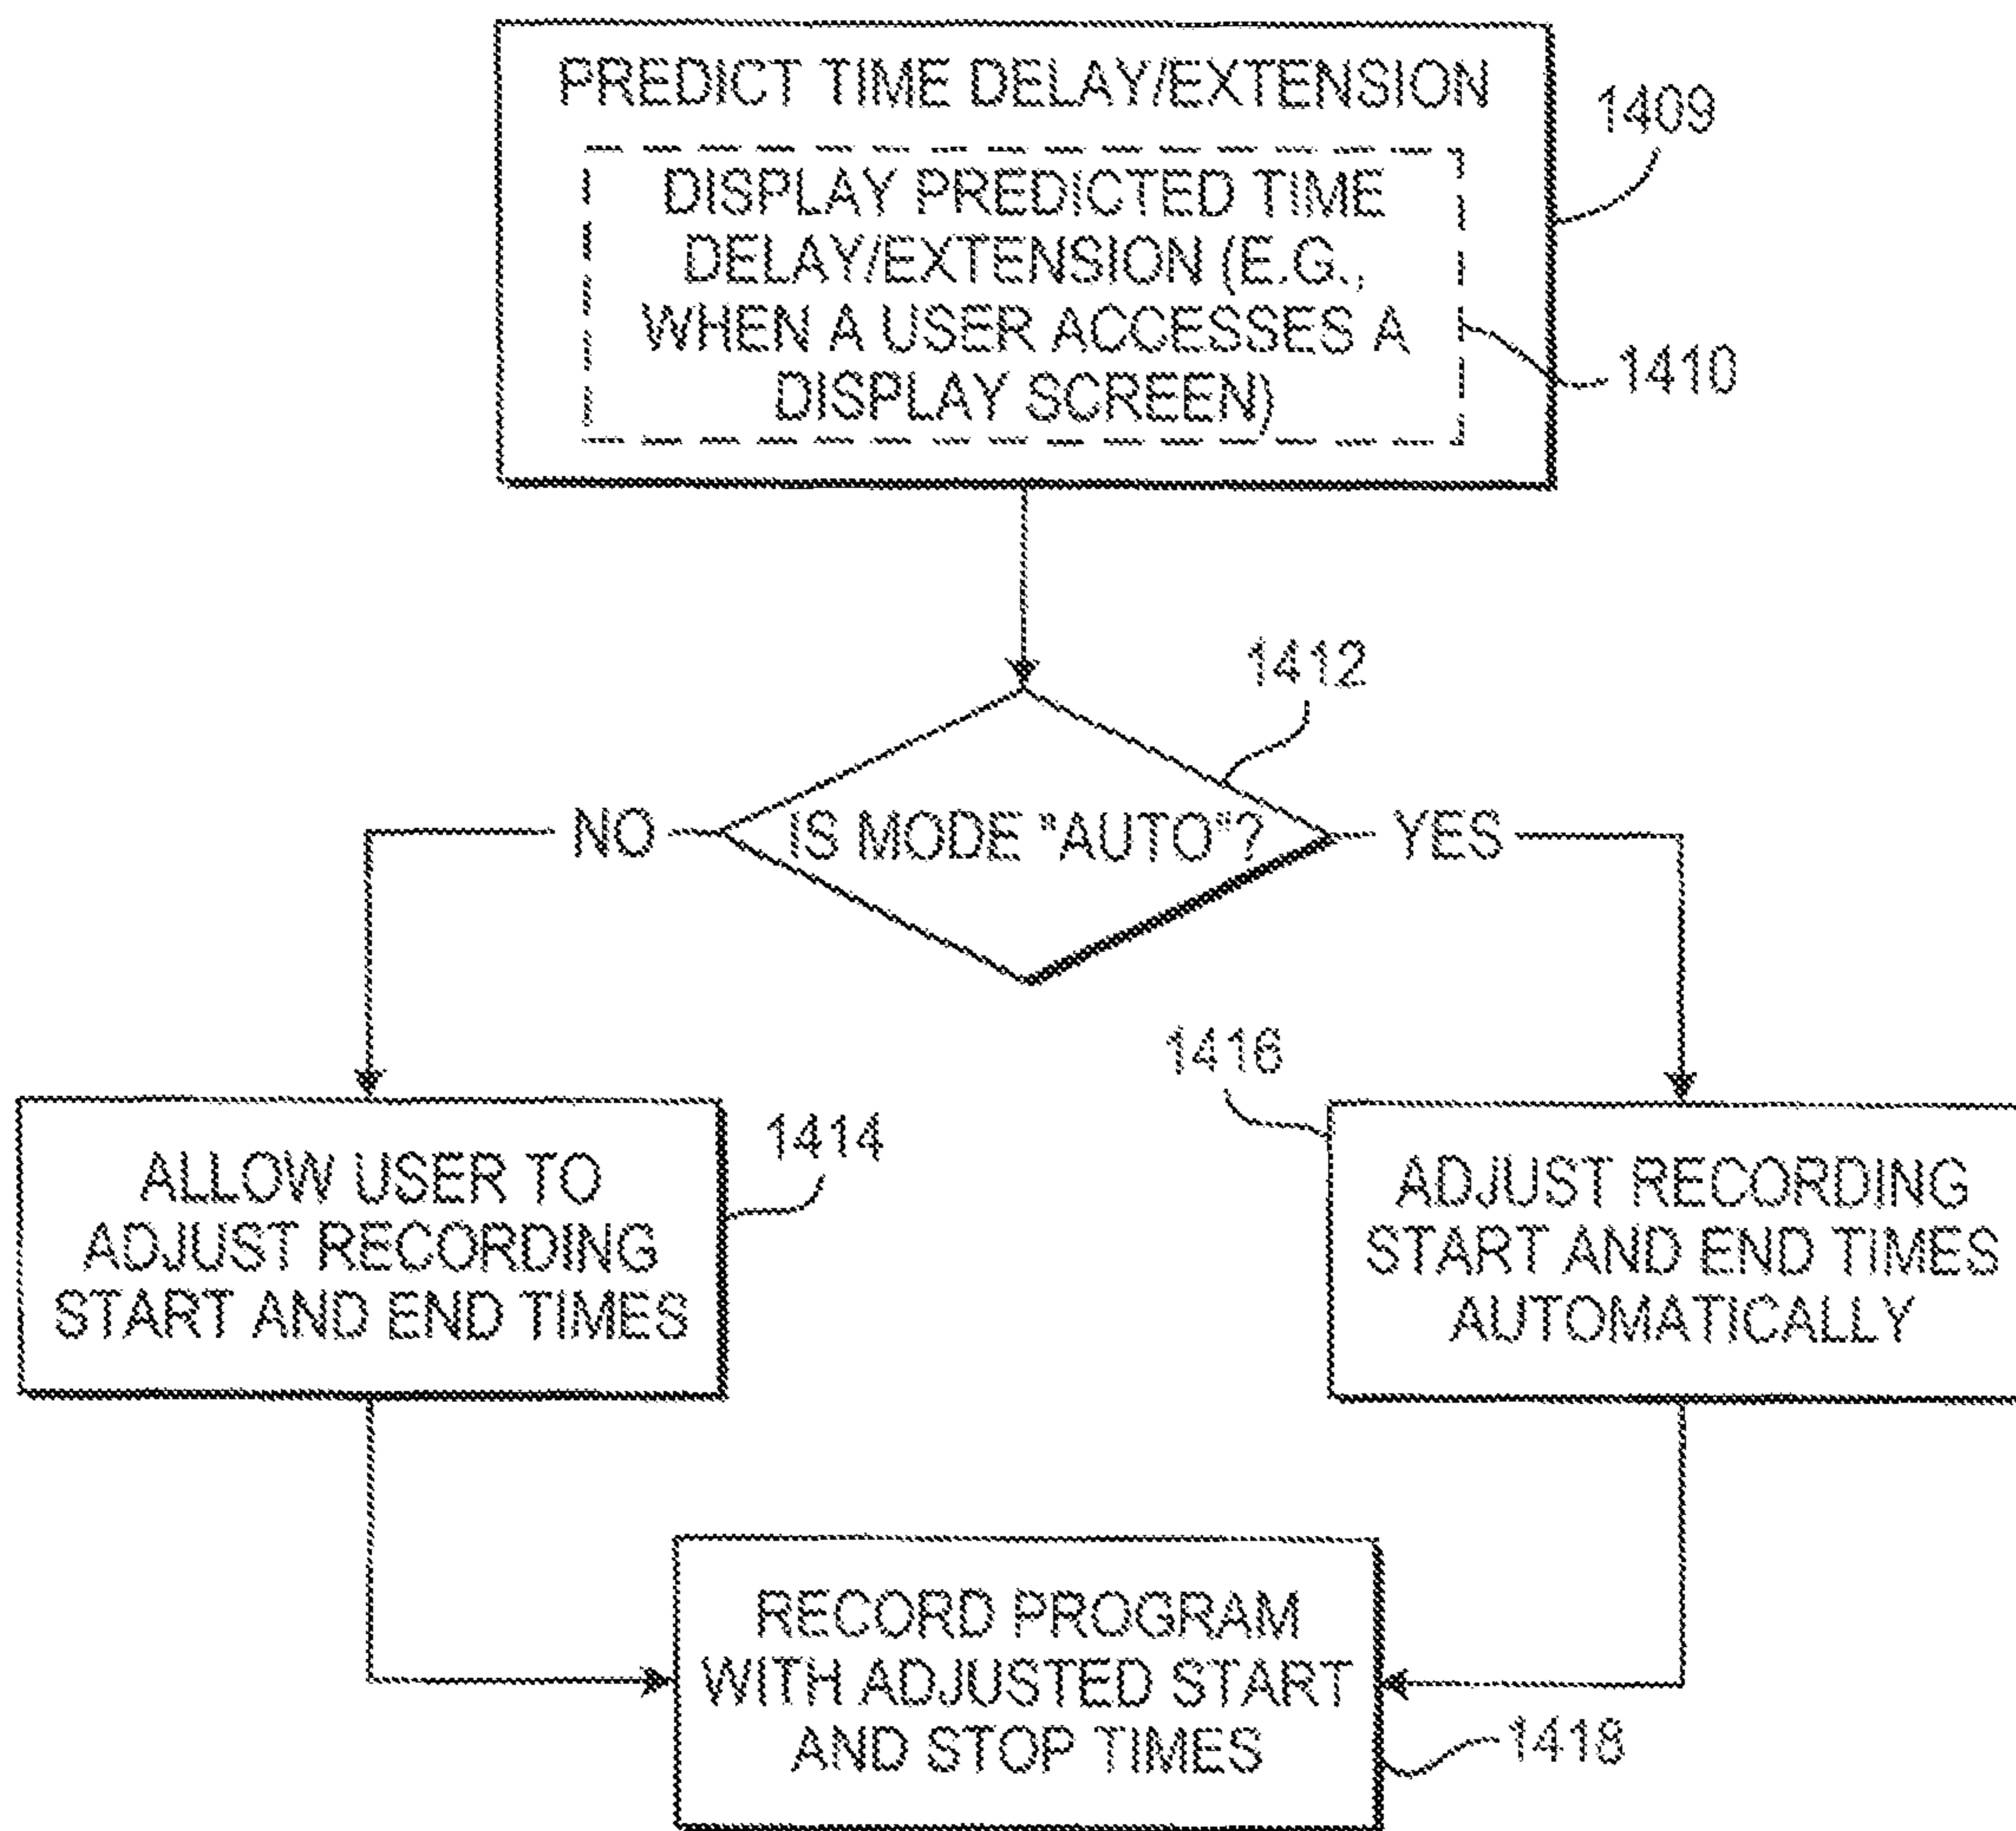 PREDICT TIME DELAY/EXTENSION
1409
DISPLAY PREDICTED TIME
DELAY/EXTENSION (E.G.,
WHEN A USER ACCESSES A
DISPLAY SCREEN)
1410
1412
NO
IS MODE "AUTO"?
YES
1414
ALLOW USER TO
ADJUST RECORDING
START AND END TIMES
1416
ADJUST RECORDING
START AND END TIMES
AUTOMATICALLY
RECORD PROGRAM
WITH ADJUSTED START
AND STOP TIMES
1418